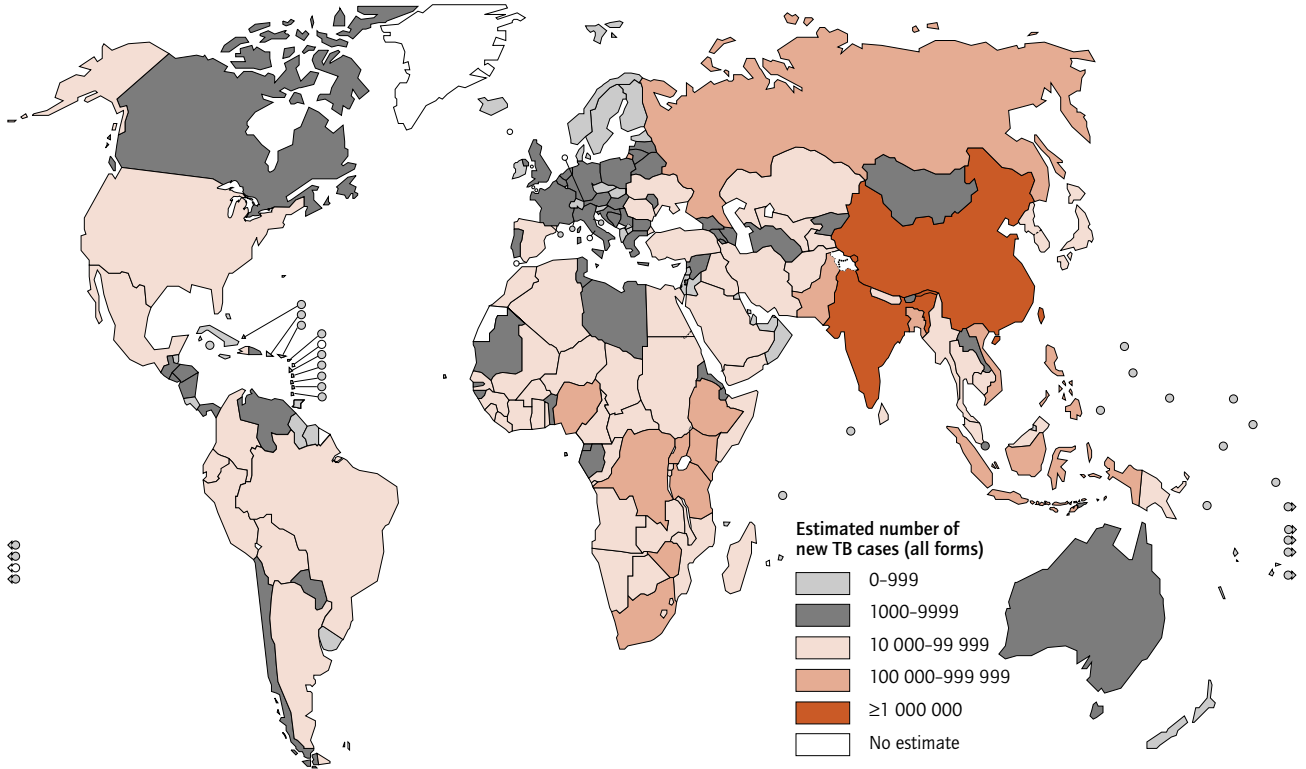 Estimated number of
new TB cases (all forms)
0–999
1000–9999
10 000–99 999
100 000–999 999
≥1 000 000
No estimate